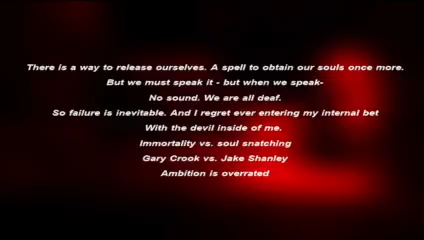 There is a way to release ourselves. A spell to obtain our souls once more.
But we must speak it - but when we speak-
No sound. We are all deaf.
So failure is inevitable. And I regret ever entering my internal bet
With the devil inside of me.
Immortality vs. soul snatching
Gary Crook vs. Jake Shanley
Ambition is overrated